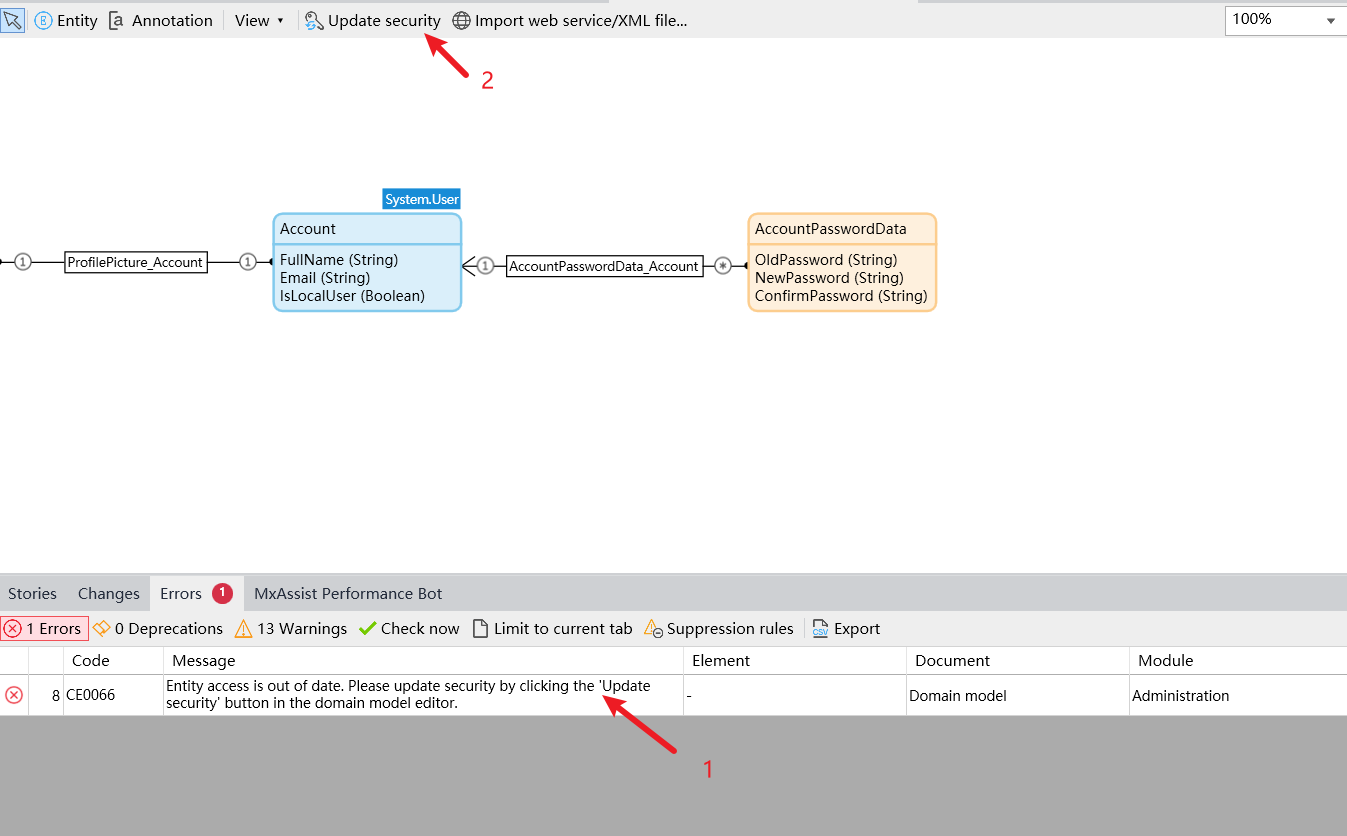 Entity Annotation View Update security Import web service/XML file... 100%
2
System.User
Account
AccountPasswordData
FullName (String)
Email (String)
IsLocalUser (Boolean)
OldPassword (String)
NewPassword (String)
ConfirmPassword (String)
1 ProfilePicture_Account 1
1 AccountPasswordData_Account *
Stories Changes Errors 1 MxAssist Performance Bot
1 Errors 0 Deprecations 13 Warnings Check now Limit to current tab Suppression rules CSV Export
Code Message Element Document Module
8 CE0066 Entity access is out of date. Please update security by clicking the 'Update
security' button in the domain model editor. - Domain model Administration
1